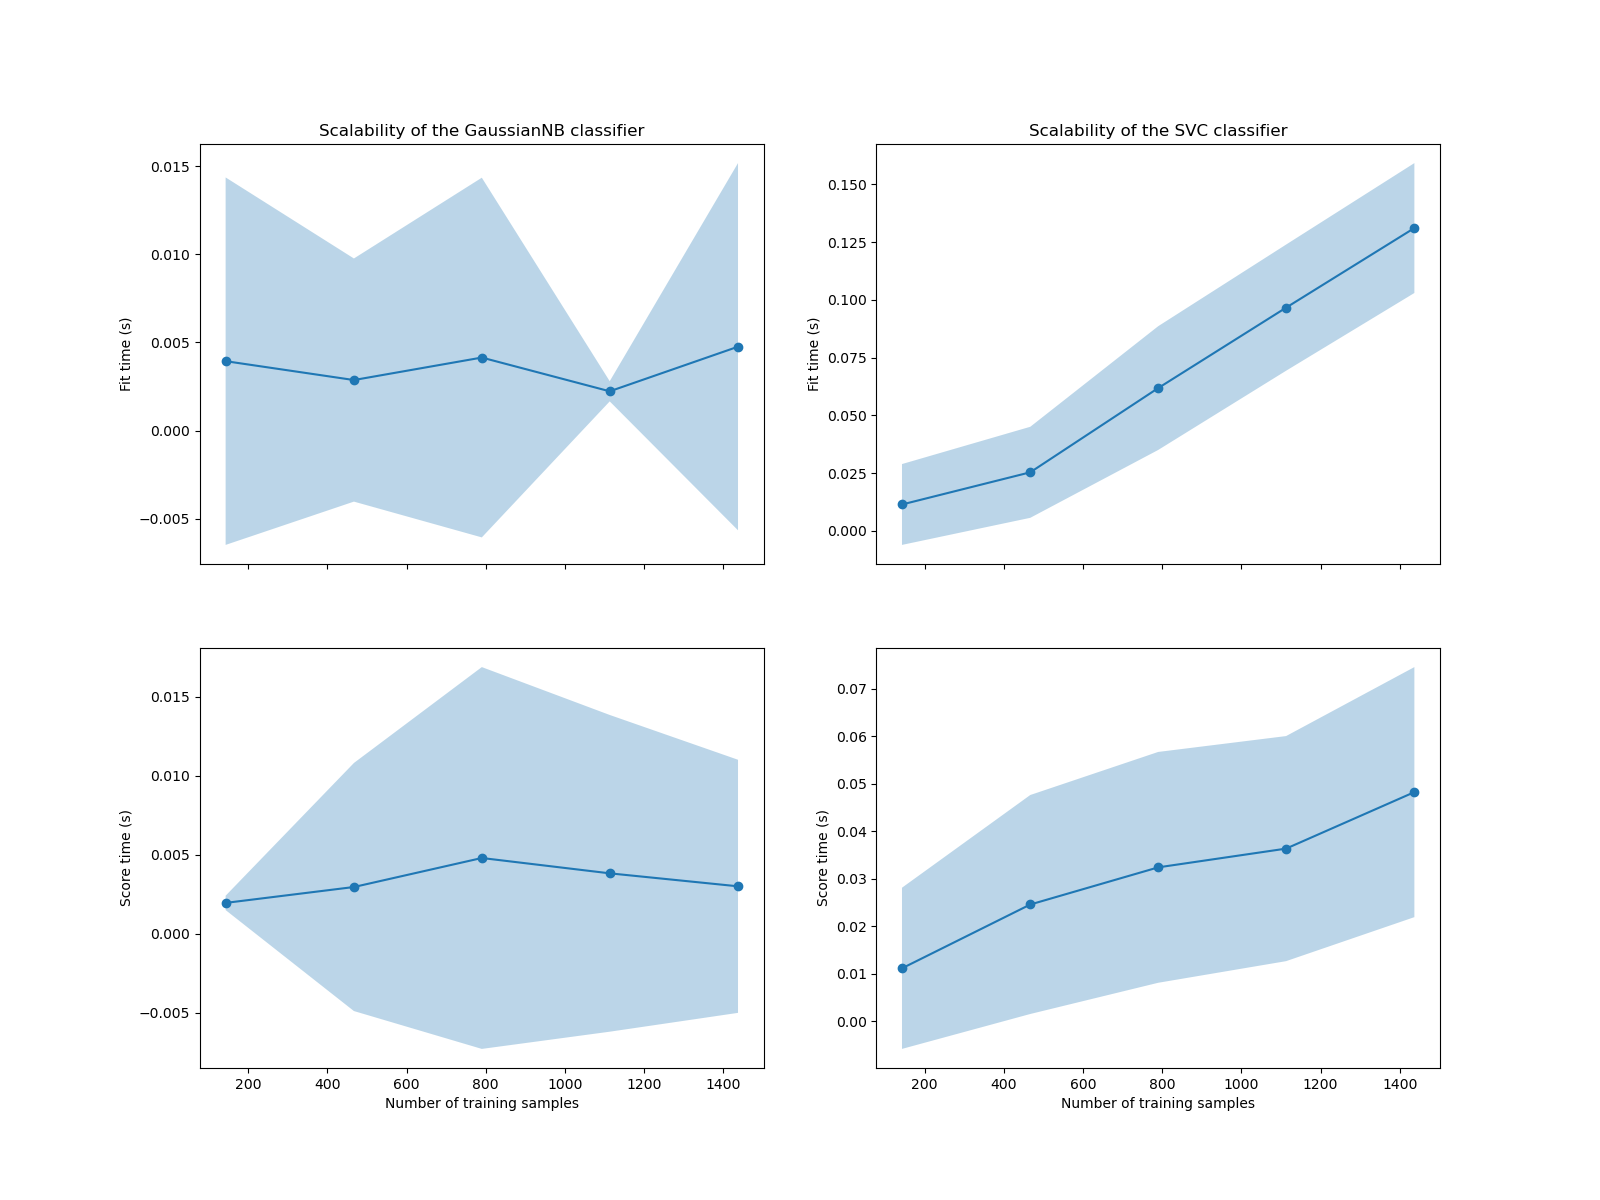 Scalability of the GaussianNB classifier
0.015
0.010
0.005
0.000
−0.005
Fit time (s)
Scalability of the SVC classifier
0.150
0.125
0.100
0.075
0.050
0.025
0.000
Fit time (s)
0.015
0.010
0.005
0.000
−0.005
Score time (s)
200 400 600 800 1000 1200 1400
Number of training samples
0.07
0.06
0.05
0.04
0.03
0.02
0.01
0.00
Score time (s)
200 400 600 800 1000 1200 1400
Number of training samples